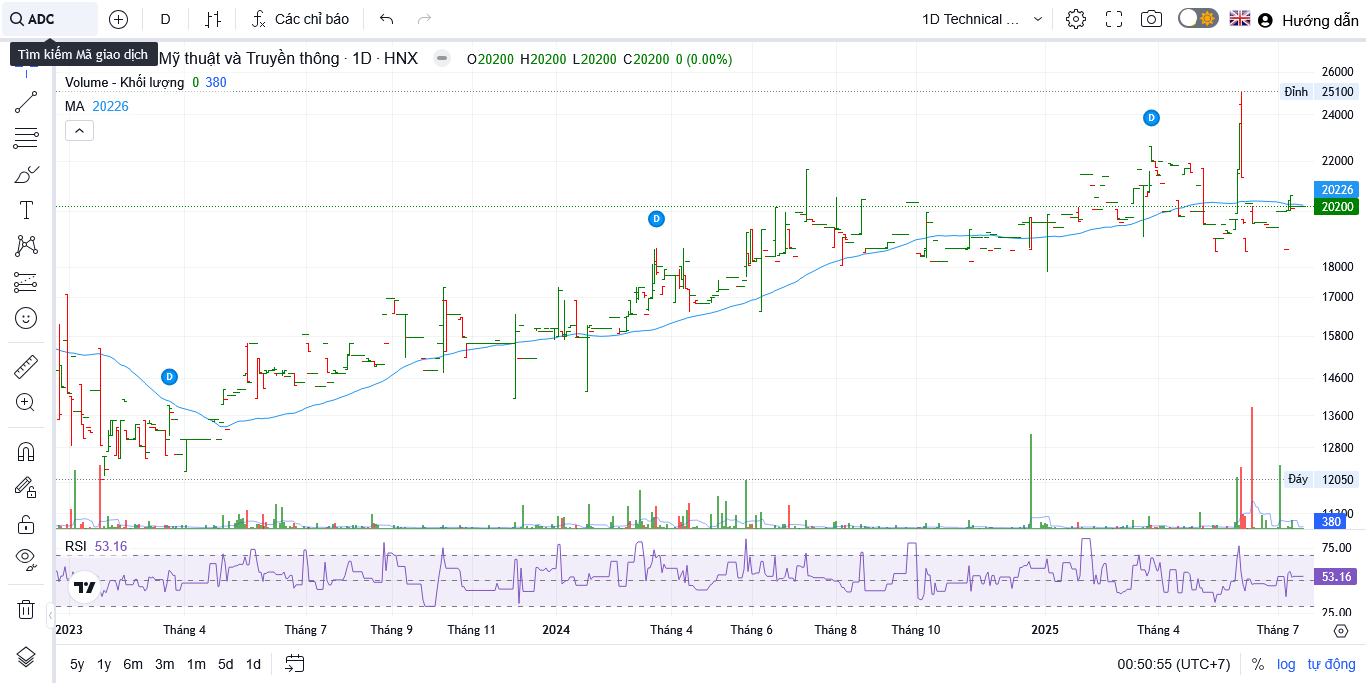 ADC
D
Các chỉ báo
1D Technical ...
Hướng dẫn
Tìm kiếm Mã giao dịch
Mỹ thuật và Truyền thông · 1D · HNX
O20200 H20200 L20200 C20200 0 (0.00%)
Volume - Khối lượng 0 380
MA 20226
26000
Đỉnh 25100
24000
22000
20226
20200
18000
17000
15800
14600
13600
12800
Đáy 12050
380
D
D
D
RSI 53.16
75.00
53.16
25.00
2023 Tháng 4 Tháng 7 Tháng 9 Tháng 11 2024 Tháng 4 Tháng 6 Tháng 8 Tháng 10 2025 Tháng 4 Tháng 7
5y 1y 6m 3m 1m 5d 1d
00:50:55 (UTC+7) % log tự động